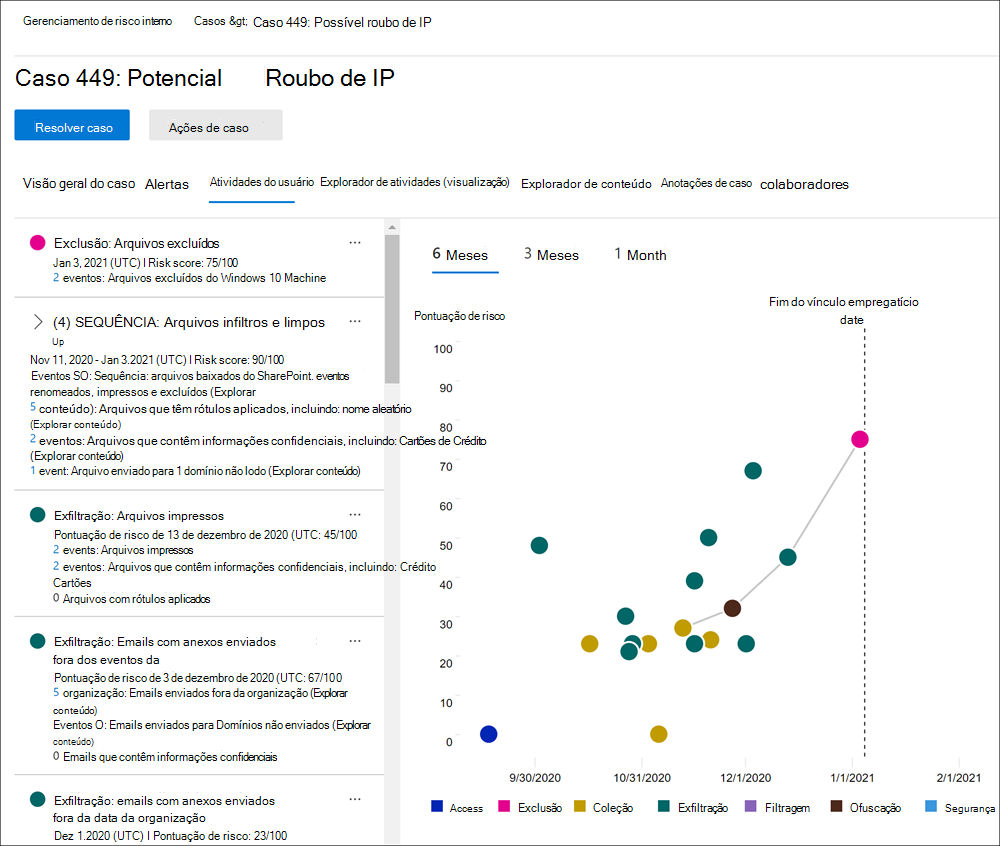 Gerenciamento de risco interno Casos &gt; Caso 449: Possível roubo de IP
Caso 449: Potencial Roubo de IP
Resolver caso Ações de caso
Visão geral do caso Alertas Atividades do usuário Explorador de atividades (visualização) Explorador de conteúdo Anotações de caso colaboradores
Exclusão: Arquivos excluídos ...
Jan 3, 2021 (UTC) I Risk score: 75/100
2 eventos: Arquivos excluídos do Windows 10 Machine
(4) SEQUÊNCIA: Arquivos infiltros e limpos ...
Up
Nov 11, 2020 - Jan 3.2021 (UTC) I Risk score: 90/100
Eventos SO: Sequência: arquivos baixados do SharePoint. eventos
renomeados, impressos e excluídos (Explorar
5 conteúdo): Arquivos que têm rótulos aplicados, incluindo: nome aleatório
(Explorar conteúdo)
2 eventos: Arquivos que contêm informações confidenciais, incluindo: Cartões de Crédito
(Explorar conteúdo)
1 event: Arquivo enviado para 1 domínio não lodo (Explorar conteúdo)
Exfiltração: Arquivos impressos ...
Pontuação de risco de 13 de dezembro de 2020 (UTC: 45/100
2 events: Arquivos impressos
2 eventos: Arquivos que contêm informações confidenciais, incluindo: Crédito
Cartões
0 Arquivos com rótulos aplicados
Exfiltração: Emails com anexos enviados ...
fora dos eventos da
Pontuação de risco de 3 de dezembro de 2020 (UTC: 67/100
5 organização: Emails enviados fora da organização (Explorar
conteúdo)
Eventos O: Emails enviados para Domínios não enviados (Explorar
conteúdo)
0 Emails que contêm informações confidenciais
Exfiltração: emails com anexos enviados ...
fora da data da organização
Dez 1.2020 (UTC) I Pontuação de risco: 23/100
6 Meses 3 Meses 1 Month
Fim do vínculo empregatício
date
Pontuação de risco
100
90
80
70
60
50
40
30
20
10
0
9/30/2020 10/31/2020 12/1/2020 1/1/2021 2/1/2021
Access Exclusão Coleção Exfiltração Filtragem Ofuscação Segurança